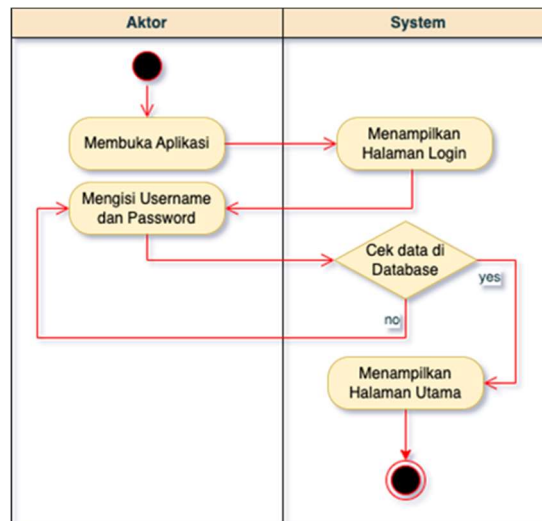 Aktor
System
Membuka Aplikasi
Menampilkan
Halaman Login
Mengisi Username
dan Password
Cek data di
Database
yes
no
Menampilkan
Halaman Utama